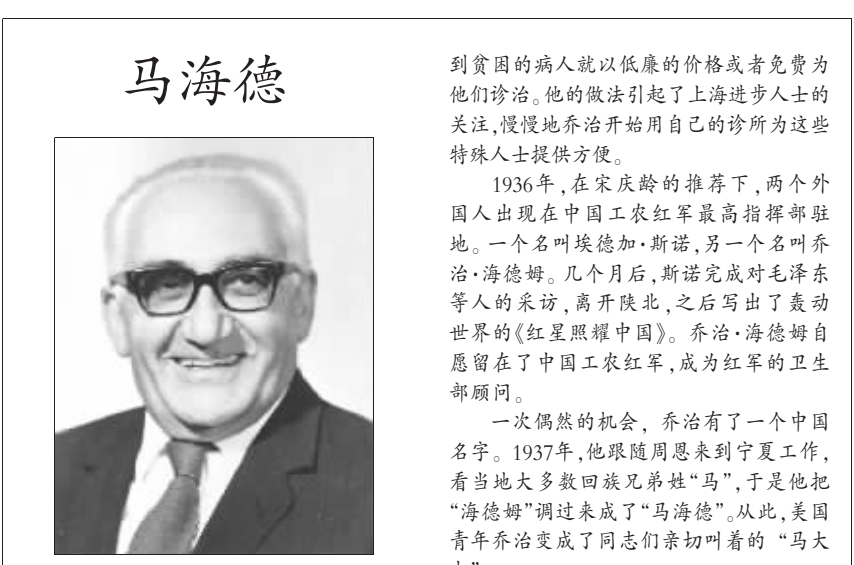 马海德
到贫困的病人就以低廉的价格或者免费为
他们诊治。他的做法引起了上海进步人士的
关注,慢慢地乔治开始用自己的诊所为这些
特殊人士提供方便。
1936年,在宋庆龄的推荐下,两个外
国人出现在中国工农红军最高指挥部驻
地。一个名叫埃德加·斯诺,另一个名叫乔
治·海德姆。几个月后,斯诺完成对毛泽东
等人的采访,离开陕北,之后写出了轰动
世界的《红星照耀中国》。乔治·海德姆自
愿留在了中国工农红军,成为红军的卫生
部顾问。
一次偶然的机会,乔治有了一个中国
名字。1937年,他跟随周恩来到宁夏工作,
看当地大多数回族兄弟姓“马”,于是他把
“海德姆”调过来成了“马海德”。从此,美国
青年乔治变成了同志们亲切叫着的“马大